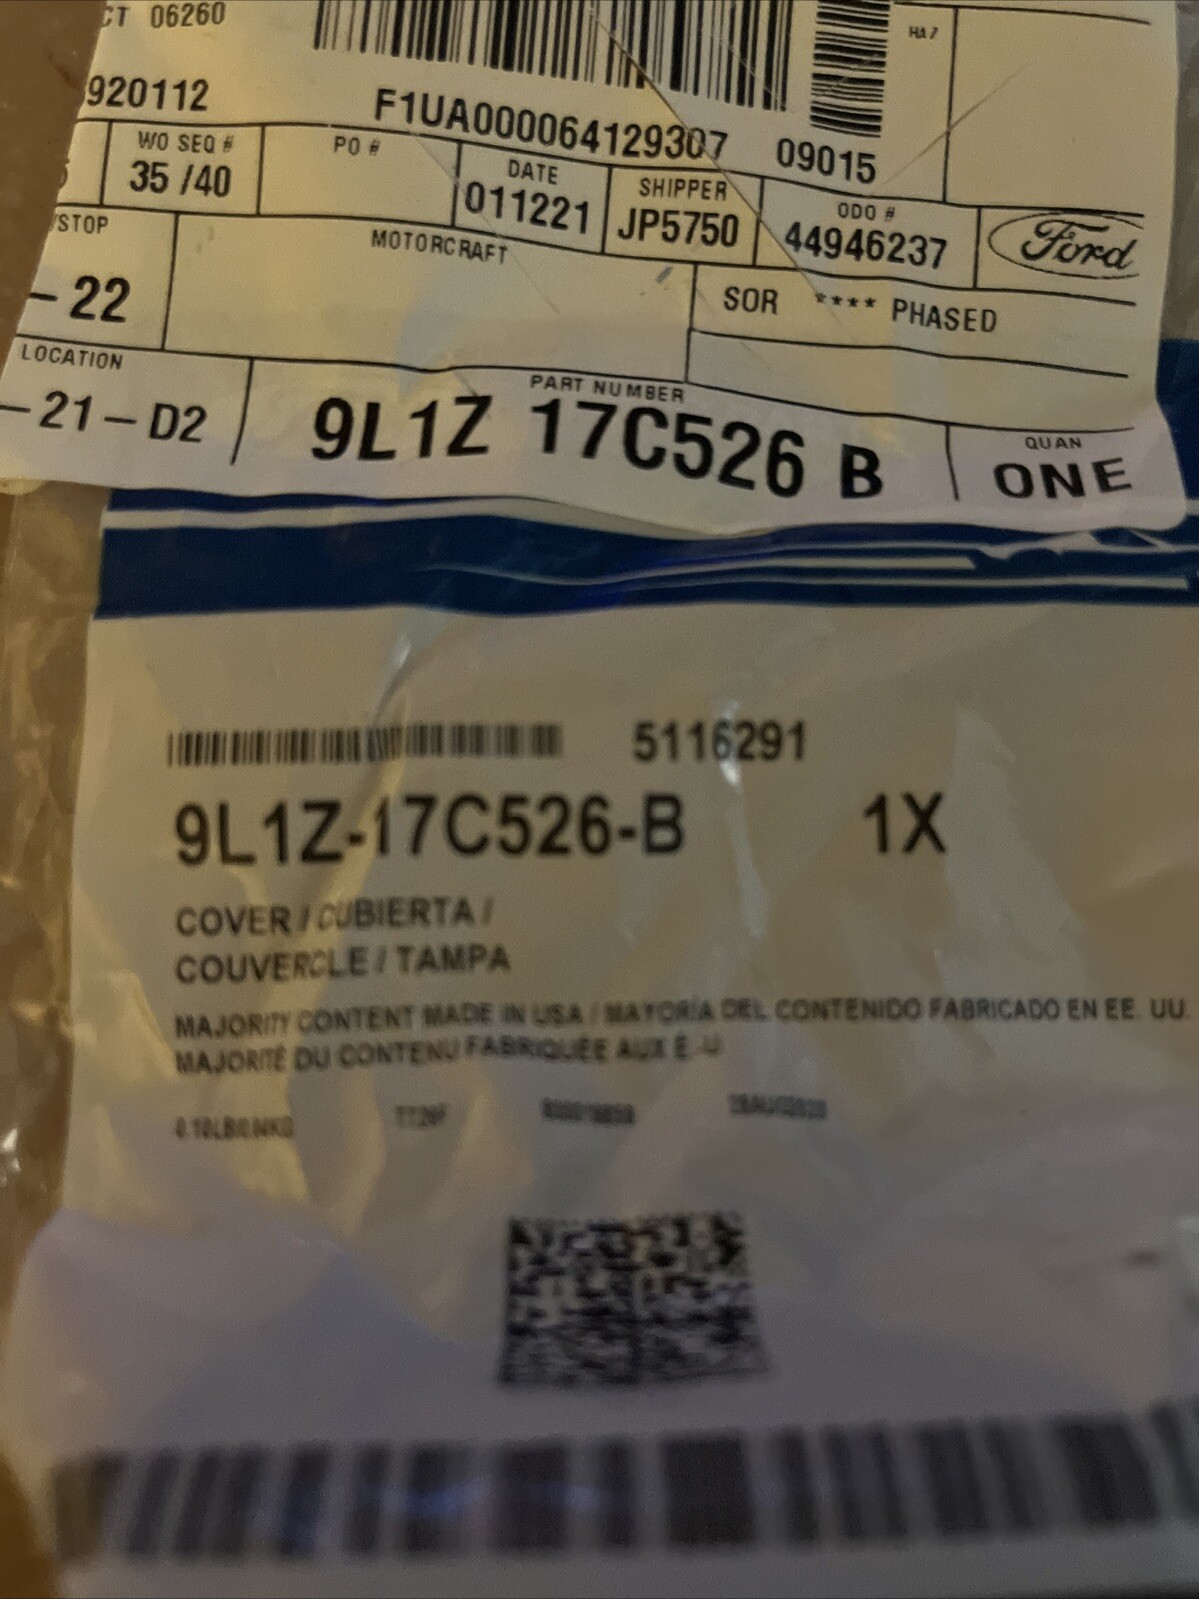 CT 06260
HA7
920112
F1UA000064129307 09015
WO SEQ #
35 /40
PO #
DATE
011221
SHIPPER
JP5750
ODO #
44946237
Ford
/STOP
-22
MOTORCRAFT
SOR **** PHASED
LOCATION
-21-D2
PART NUMBER
9L1Z 17C526 B
QUAN
ONE
5116291
9L1Z-17C526-B 1X
COVER / CUBIERTA /
COUVERCLE / TAMPA
MAJORITY CONTENT MADE IN USA / MAYORÍA DEL CONTENIDO FABRICADO EN EE. UU.
MAJORITÉ DU CONTENU FABRIQUÉE AUX É.-U